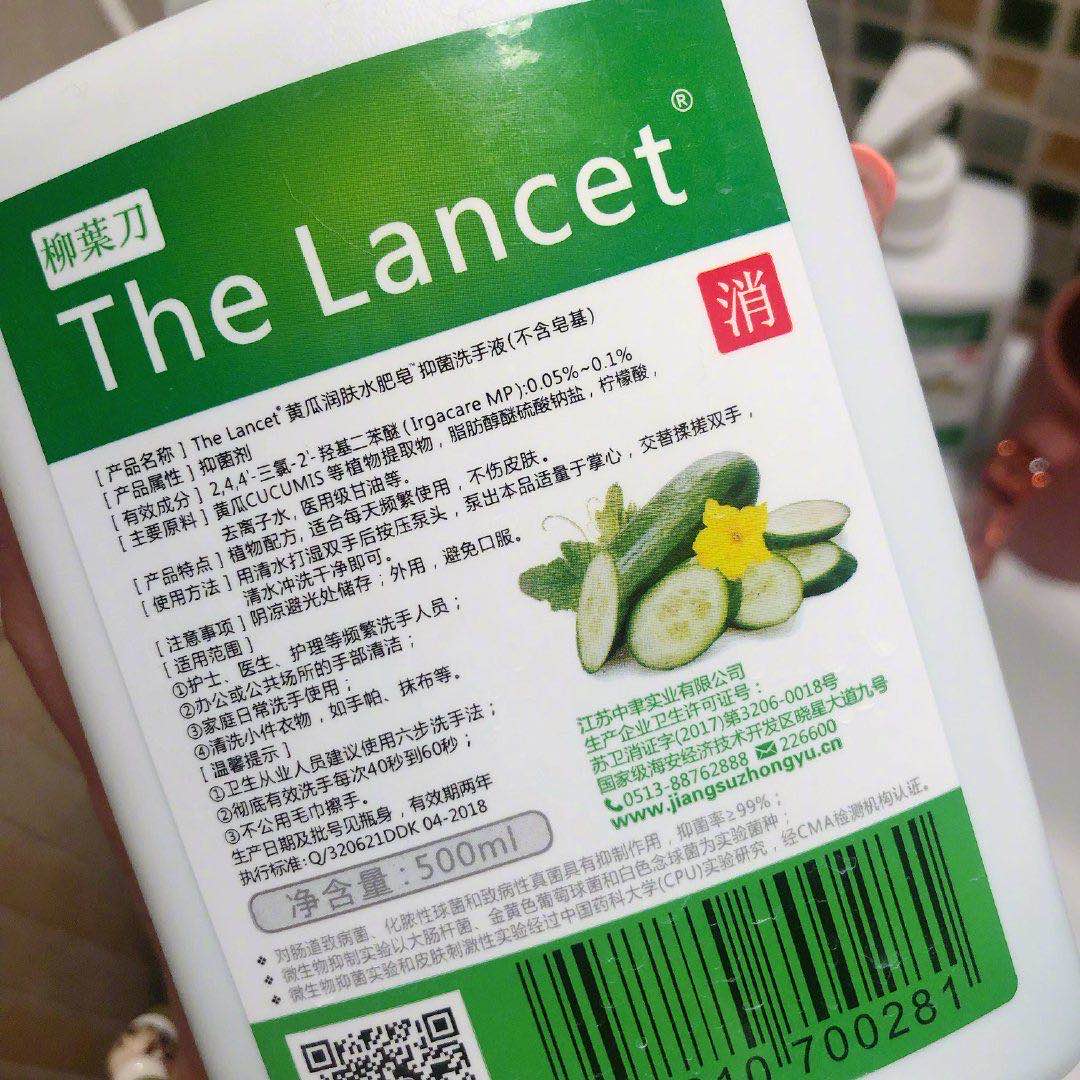 柳葉刀
The Lancet®
消
[ 产品名称 ] The Lancet®黄瓜润肤水肥皂™抑菌洗手液(不含皂基)
[ 产品属性 ] 抑菌剂
[ 有效成分 ] 2,4,4'-三氯-2'-羟基二苯醚 (Irgacare MP):0.05%~0.1%
[ 主要原料 ] 黄瓜CUCUMIS 等植物提取物，脂肪醇醚硫酸钠盐，柠檬酸，
去离子水, 医用级甘油等。
[ 产品特点 ] 植物配方, 适合每天频繁使用，不伤皮肤。
[ 使用方法 ] 用清水打湿双手后按压泵头，泵出本品适量于掌心，交替揉搓双手，
清水冲洗干净即可。
[ 注意事项 ] 阴凉避光处储存；外用，避免口服。
[ 适用范围 ]
①护士、医生、护理等频繁洗手人员；
②办公或公共场所的手部清洁；
③家庭日常洗手使用；
④清洗小件衣物，如手帕、抹布等。
[ 温馨提示 ]
①卫生从业人员建议使用六步洗手法；
②彻底有效洗手每次40秒到60秒；
③不公用毛巾擦手。
生产日期及批号见瓶身，有效期两年
执行标准: Q/320621DDK 04-2018
净含量：500ml
江苏中聿实业有限公司
生产企业卫生许可证号：
苏卫消证字(2017)第3206-0018号
国家级海安经济技术开发区晓星大道九号
0513-88762888 226600
www.jiangsuzhongyu.cn
❖ 对肠道致病菌、化脓性球菌和致病性真菌具有抑制作用，抑菌率≥99%；
❖ 微生物抑制实验以大肠杆菌、金黄色葡萄球菌和白色念球菌为实验菌种；
❖ 微生物抑菌实验和皮肤刺激性实验经过中国药科大学(CPU)实验研究，经CMA检测机构认证。
10 700281